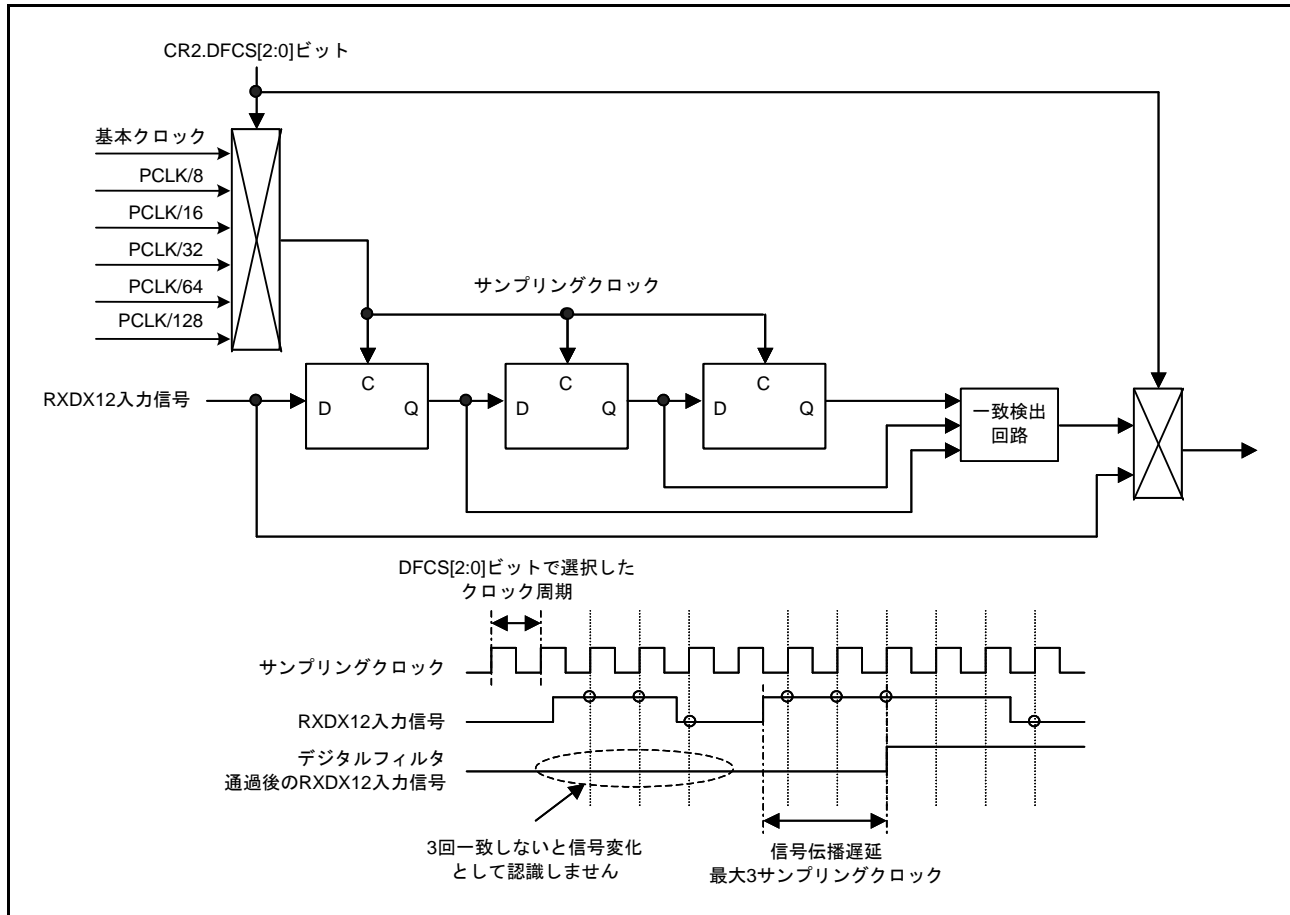 CR2.DFCS[2:0]ビット
基本クロック
PCLK/8
PCLK/16
PCLK/32
PCLK/64
PCLK/128
サンプリングクロック
RXDX12入力信号
C
D
Q
C
D
Q
C
D
Q
一致検出
回路
DFCS[2:0]ビットで選択した
クロック周期
サンプリングクロック
RXDX12入力信号
デジタルフィルタ
通過後のRXDX12入力信号
3回一致しないと信号変化
として認識しません
信号伝播遅延
最大3サンプリングクロック